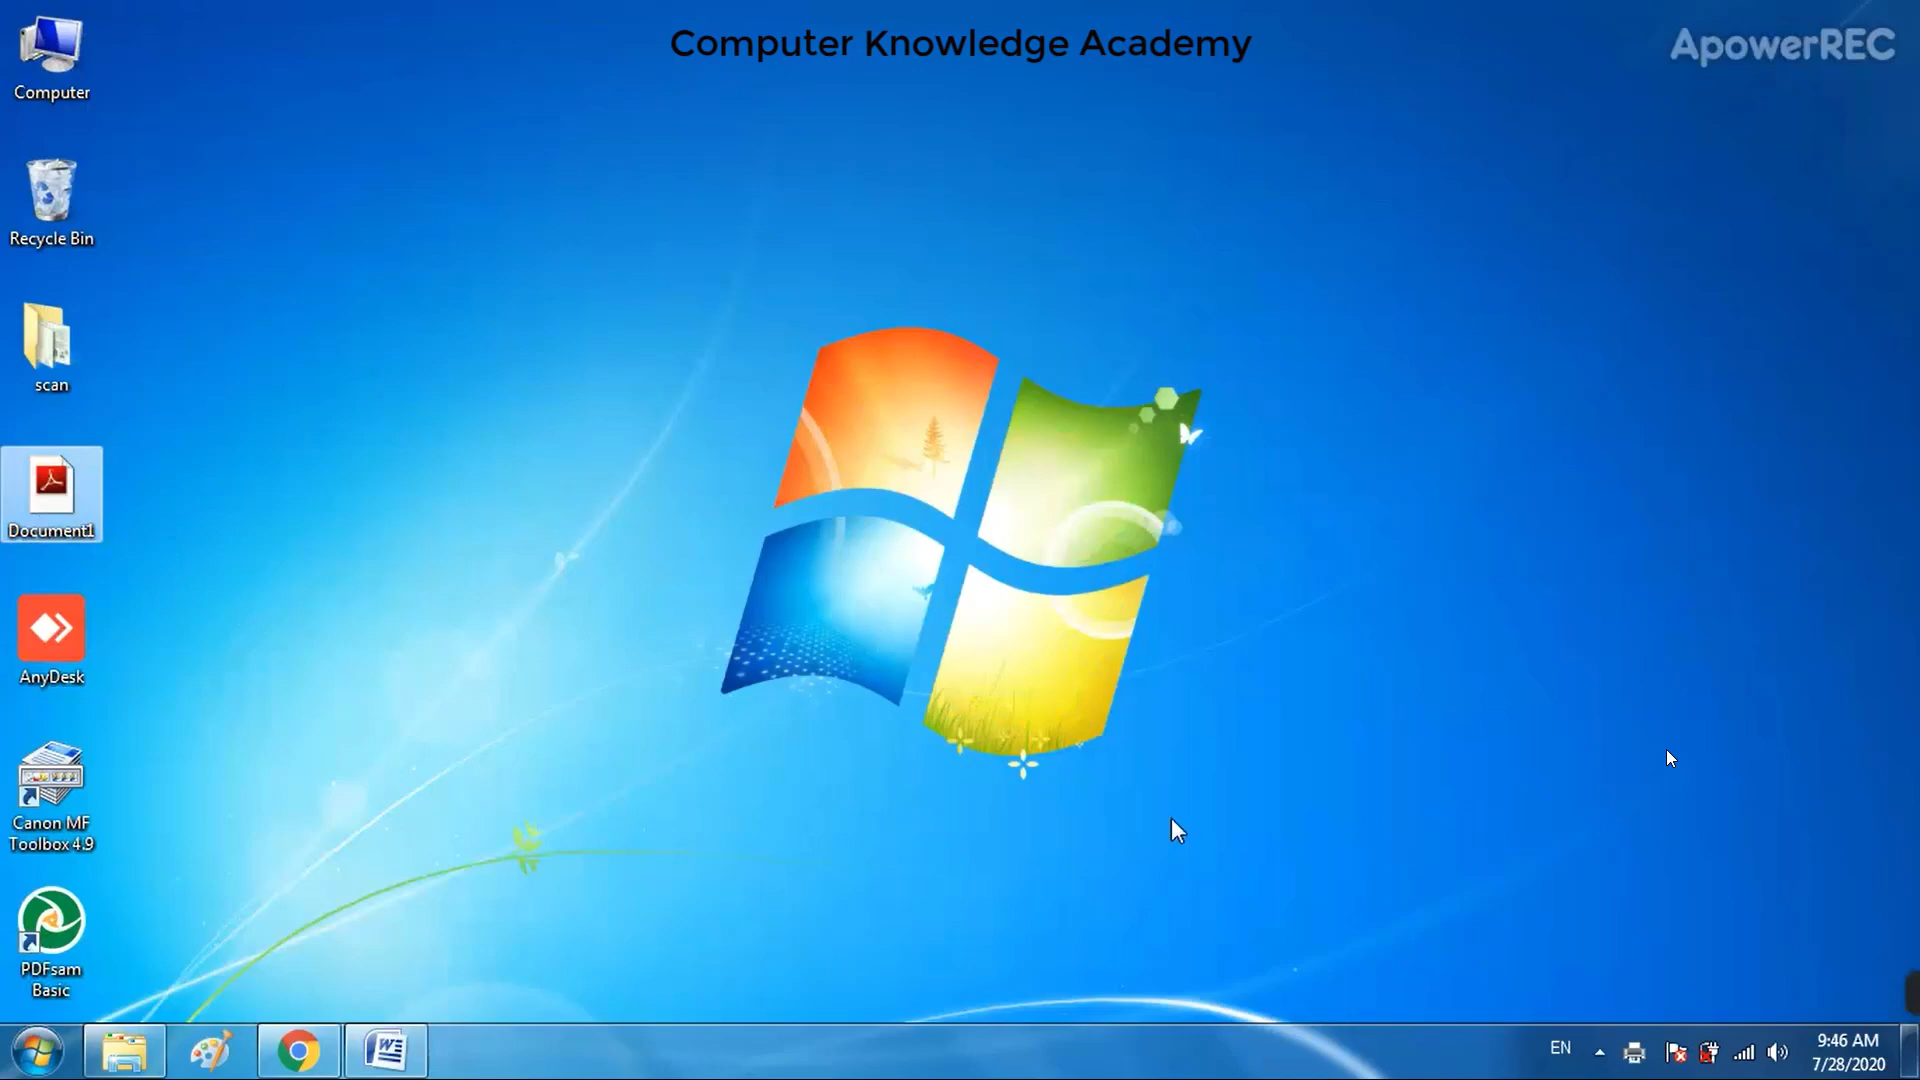 Computer Knowledge Academy
ApowerREC
Computer
Recycle Bin
scan
Document1
AnyDesk
Canon MF
Toolbox 4.9
PDFsam
Basic
EN
9:46 AM
7/28/2020